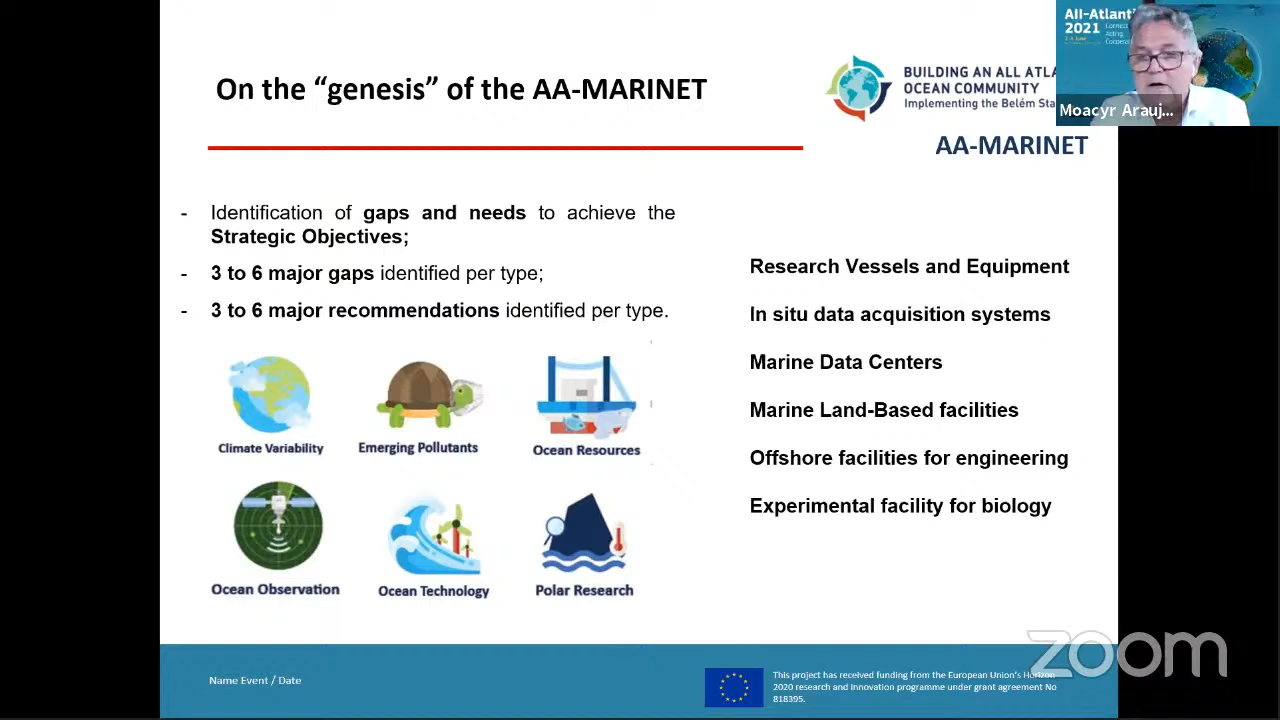 On the “genesis” of the AA-MARINET
BUILDING AN ALL
OCEAN COMMUNITY
Implementing the Belém
AA-MARINET
All-Atlanti
2021
Acting
Moacyr Arauj...
- Identification of gaps and needs to achieve the
Strategic Objectives;
- 3 to 6 major gaps identified per type;
- 3 to 6 major recommendations identified per type.
Climate Variability
Emerging Pollutants
Ocean Resources
Ocean Observation
Ocean Technology
Polar Research
Research Vessels and Equipment
In situ data acquisition systems
Marine Data Centers
Marine Land-Based facilities
Offshore facilities for engineering
Experimental facility for biology
Name Event / Date
This project has received funding from the European Union's Horizon
2020 research and innovation programme under grant agreement No
818395.
zoom